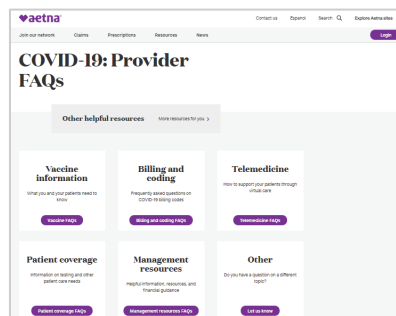 aetna
Contact us Espanol Search Explore Aetna sites
Join our network Claims Prescriptions Resources News Login
COVID-19: Provider
FAQs
Other helpful resources More resources for you >
Vaccine
information
What you and your patients need to
know
Vaccine FAQs
Billing and
coding
Frequently asked questions on
COVID-19 billing codes
Billing and coding FAQs
Telemedicine
How to support your patients through
virtual care
Telemedicine FAQs
Patient coverage
Information on testing and other
patient care needs
Patient coverage FAQs
Management
resources
Helpful information, resources, and
financial guidance
Management resources FAQs
Other
Do you have a question on a different
topic?
Let us know